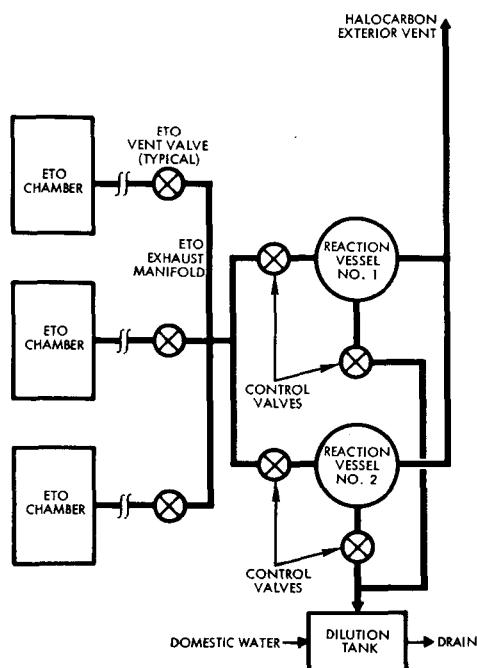 HALOCARBON
EXTERIOR VENT
ETO
VENT VALVE
(TYPICAL)
ETO
CHAMBER
ETO
EXHAUST
MANIFOLD
REACTION
VESSEL
NO. 1
ETO
CHAMBER
CONTROL
VALVES
REACTION
VESSEL
NO. 2
ETO
CHAMBER
CONTROL
VALVES
DOMESTIC WATER
DILUTION
TANK
DRAIN